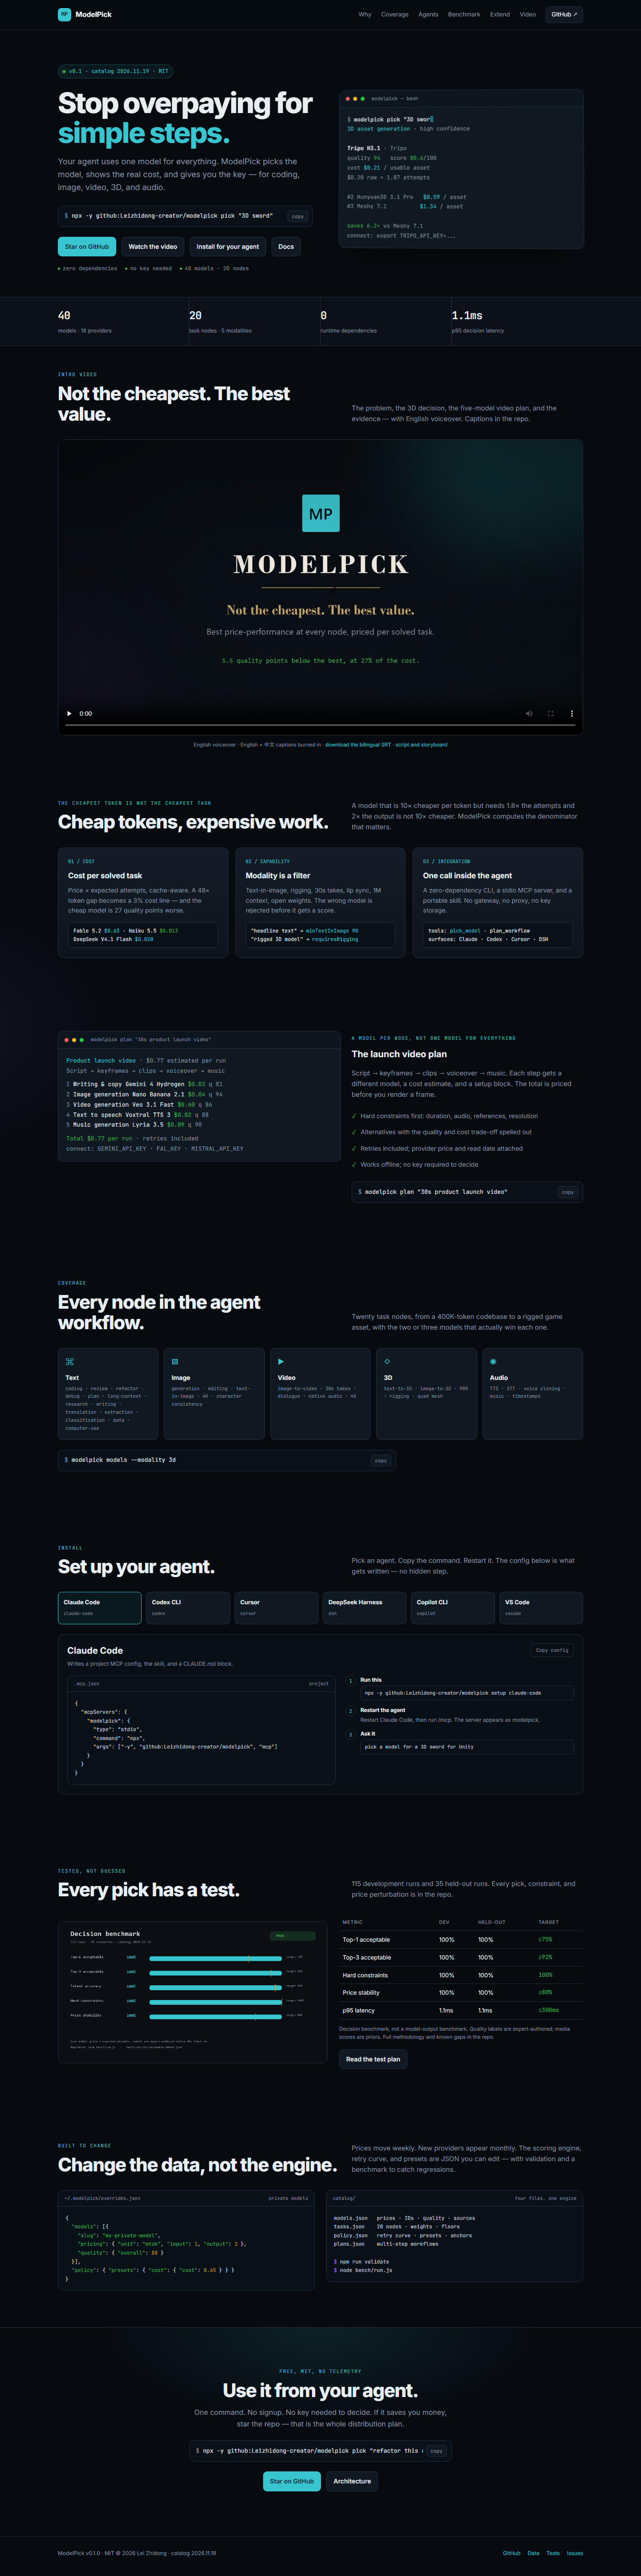 MP ModelPick
Why Coverage Agents Benchmark Extend Video GitHub ↗
v0.1 · catalog 2026.11.19 · MIT
Stop overpaying for
simple steps.
Your agent uses one model for everything. ModelPick picks the
model, shows the real cost, and gives you the key — for coding,
image, video, 3D, and audio.
$ npx -y github:Leizhidong-creator/modelpick pick "3D sword" copy
Star on GitHub Watch the video Install for your agent Docs
zero dependencies no key needed 40 models · 20 nodes
modelpick — bash
$ modelpick pick "3D swor
3D asset generation · high confidence
Tripo H3.1 · Tripo
quality 94 score 80.6/100
cost $0.21 / usable asset
$0.20 raw × 1.07 attempts
#2 Hunyuan3D 3.1 Pro $0.59 / asset
#3 Meshy 7.1 $1.34 / asset
saves 6.2× vs Meshy 7.1
connect: export TRIPO_API_KEY=...
40
models · 18 providers
20
task nodes · 5 modalities
0
runtime dependencies
1.1ms
p95 decision latency
INTRO VIDEO
Not the cheapest. The best
value.
The problem, the 3D decision, the five-model video plan, and the
evidence — with English voiceover. Captions in the repo.
MP
MODELPICK
Not the cheapest. The best value.
Best price-performance at every node, priced per solved task.
5.5 quality points below the best, at 27% of the cost.
0:00
English voiceover · English + 中文 captions burned in · download the bilingual SRT · script and storyboard
THE CHEAPEST TOKEN IS NOT THE CHEAPEST TASK
Cheap tokens, expensive work.
A model that is 10× cheaper per token but needs 1.8× the attempts and
2× the output is not 10× cheaper. ModelPick computes the denominator
that matters.
01 / COST
Cost per solved task
Price × expected attempts, cache-aware. A 48×
token gap becomes a 3% cost line — and the
cheap model is 27 quality points worse.
Fable 5.2 $0.63 · Haiku 5.5 $0.013
DeepSeek V4.1 Flash $0.020
02 / CAPABILITY
Modality is a filter
Text-in-image, rigging, 30s takes, lip sync, 1M
context, open weights. The wrong model is
rejected before it gets a score.
"headline text" → minTextInImage 90
"rigged 3D model" → requiresRigging
03 / INTEGRATION
One call inside the agent
A zero-dependency CLI, a stdio MCP server, and a
portable skill. No gateway, no proxy, no key
storage.
tools: pick_model · plan_workflow
surfaces: Claude · Codex · Cursor · DSH
modelpick plan "30s product launch video"
Product launch video · $0.77 estimated per run
Script → keyframes → clips → voiceover → music
1 Writing & copy Gemini 4 Hydrogen $0.03 q 81
2 Image generation Nano Banana 2.1 $0.04 q 94
3 Video generation Veo 3.1 Fast $0.60 q 86
4 Text to speech Voxtral TTS 3 $0.02 q 88
5 Music generation Lyria 3.5 $0.09 q 90
Total $0.77 per run · retries included
connect: GEMINI_API_KEY · FAL_KEY · MISTRAL_API_KEY
A MODEL PER NODE, NOT ONE MODEL FOR EVERYTHING
The launch video plan
Script → keyframes → clips → voiceover → music. Each step gets a
different model, a cost estimate, and a setup block. The total is priced
before you render a frame.
✓ Hard constraints first: duration, audio, references, resolution
✓ Alternatives with the quality and cost trade-off spelled out
✓ Retries included; provider price and read date attached
✓ Works offline; no key required to decide
$ modelpick plan "30s product launch video" copy
COVERAGE
Every node in the agent
workflow.
Twenty task nodes, from a 400K-token codebase to a rigged game
asset, with the two or three models that actually win each one.
Text
coding · review · refactor ·
debug · plan · long-context ·
research · writing ·
translation · extraction ·
classification · data ·
computer-use
Image
generation · editing · text-
in-image · 4K · character
consistency
Video
image-to-video · 30s takes ·
dialogue · native audio · 4K
3D
text-to-3D · image-to-3D · PBR
· rigging · quad mesh
Audio
TTS · STT · voice cloning ·
music · timestamps
$ modelpick models --modality 3d copy
INSTALL
Set up your agent.
Pick an agent. Copy the command. Restart it. The config below is what
gets written — no hidden step.
Claude Code
claude-code
Codex CLI
codex
Cursor
cursor
DeepSeek Harness
dsh
Copilot CLI
copilot
VS Code
vscode
Claude Code
Writes a project MCP config, the skill, and a CLAUDE.md block.
Copy config
.mcp.json project
{
"mcpServers": {
"modelpick": {
"type": "stdio",
"command": "npx",
"args": ["-y", "github:Leizhidong-creator/modelpick", "mcp"]
}
}
}
1 Run this
npx -y github:Leizhidong-creator/modelpick setup claude-code
2 Restart the agent
Restart Claude Code, then run /mcp. The server appears as modelpick.
3 Ask it
pick a model for a 3D sword for Unity
TESTED, NOT GUESSED
Every pick has a test.
115 development runs and 35 held-out runs. Every pick, constraint, and
price perturbation is in the repo.
Decision benchmark
Top-1 acceptable 100%
Top-3 acceptable 100%
Intent accuracy 100%
Hard constraints 100%
Price stability 100%
METRIC DEV HELD-OUT TARGET
Top-1 acceptable 100% 100% ≥75%
Top-3 acceptable 100% 100% ≥92%
Hard constraints 100% 100% 100%
Price stability 100% 100% ≥80%
p95 latency 1.1ms 1.1ms ≤300ms
Decision benchmark, not a model-output benchmark. Quality labels are expert-authored; media
scores are priors. Full methodology and known gaps in the repo.
Read the test plan
BUILT TO CHANGE
Change the data, not the engine.
Prices move weekly. New providers appear monthly. The scoring engine,
retry curve, and presets are JSON you can edit — with validation and a
benchmark to catch regressions.
~/.modelpick/overrides.json private models
{
"models": [{
"slug": "my-private-model",
"pricing": { "unit": "mtok", "input": 1, "output": 2 },
"quality": { "overall": 88 }
}],
"policy": { "presets": { "cost": { "cost": 0.65 } } }
}
catalog/ four files, one engine
models.json prices · IDs · quality · sources
tasks.json 20 nodes · weights · floors
policy.json retry curve · presets · anchors
plans.json multi-step workflows
$ npm run validate
$ node bench/run.js
FREE, MIT, NO TELEMETRY
Use it from your agent.
One command. No signup. No key needed to decide. If it saves you money,
star the repo — that is the whole distribution plan.
$ npx -y github:Leizhidong-creator/modelpick pick "refactor this copy
Star on GitHub Architecture
ModelPick v0.1.0 · MIT © 2026 Lei Zhidong · catalog 2026.11.19
GitHub Data Tests Issues